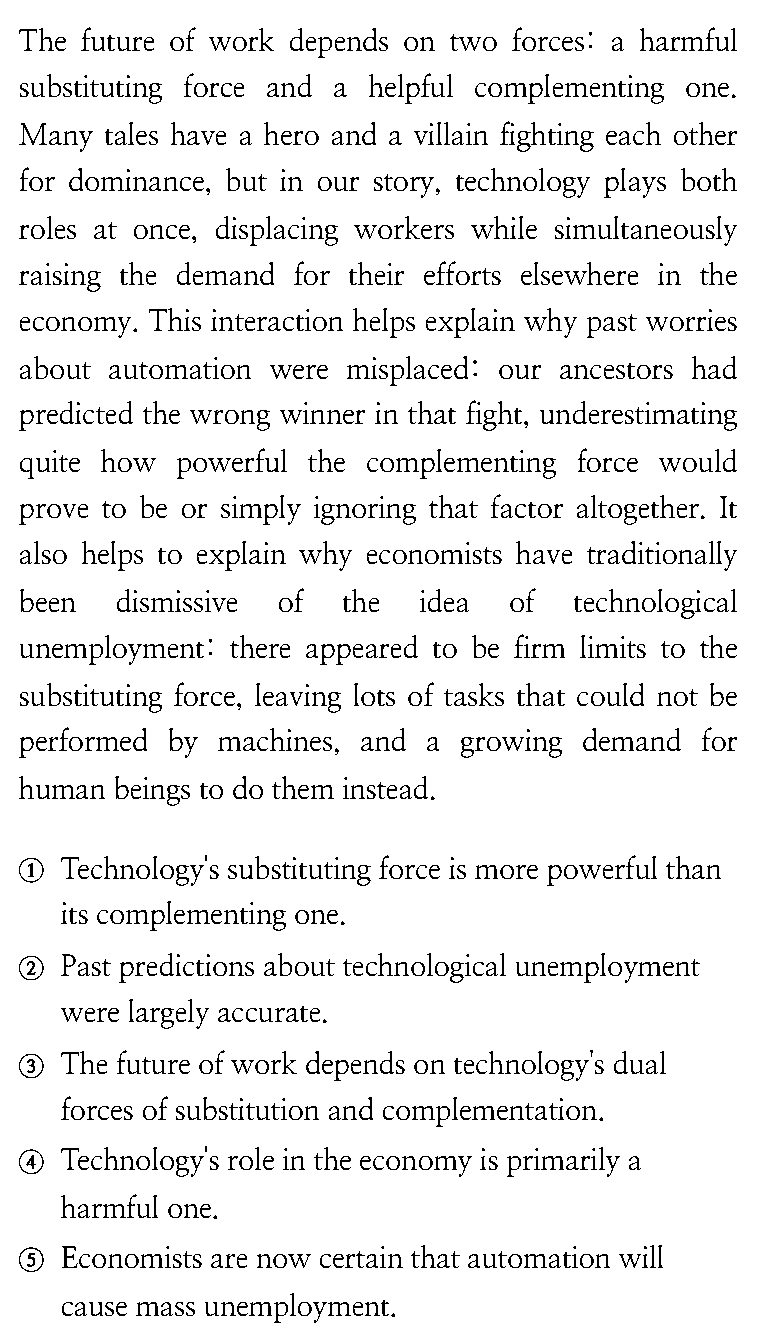 The future of work depends on two forces: a harmful
substituting force and a helpful complementing one.
Many tales have a hero and a villain fighting each other
for dominance, but in our story, technology plays both
roles at once, displacing workers while simultaneously
raising the demand for their efforts elsewhere in the
economy. This interaction helps explain why past worries
about automation were misplaced: our ancestors had
predicted the wrong winner in that fight, underestimating
quite how powerful the complementing force would
prove to be or simply ignoring that factor altogether. It
also helps to explain why economists have traditionally
been dismissive of the idea of technological
unemployment: there appeared to be firm limits to the
substituting force, leaving lots of tasks that could not be
performed by machines, and a growing demand for
human beings to do them instead.
① Technology's substituting force is more powerful than
its complementing one.
② Past predictions about technological unemployment
were largely accurate.
③ The future of work depends on technology's dual
forces of substitution and complementation.
④ Technology's role in the economy is primarily a
harmful one.
⑤ Economists are now certain that automation will
cause mass unemployment.